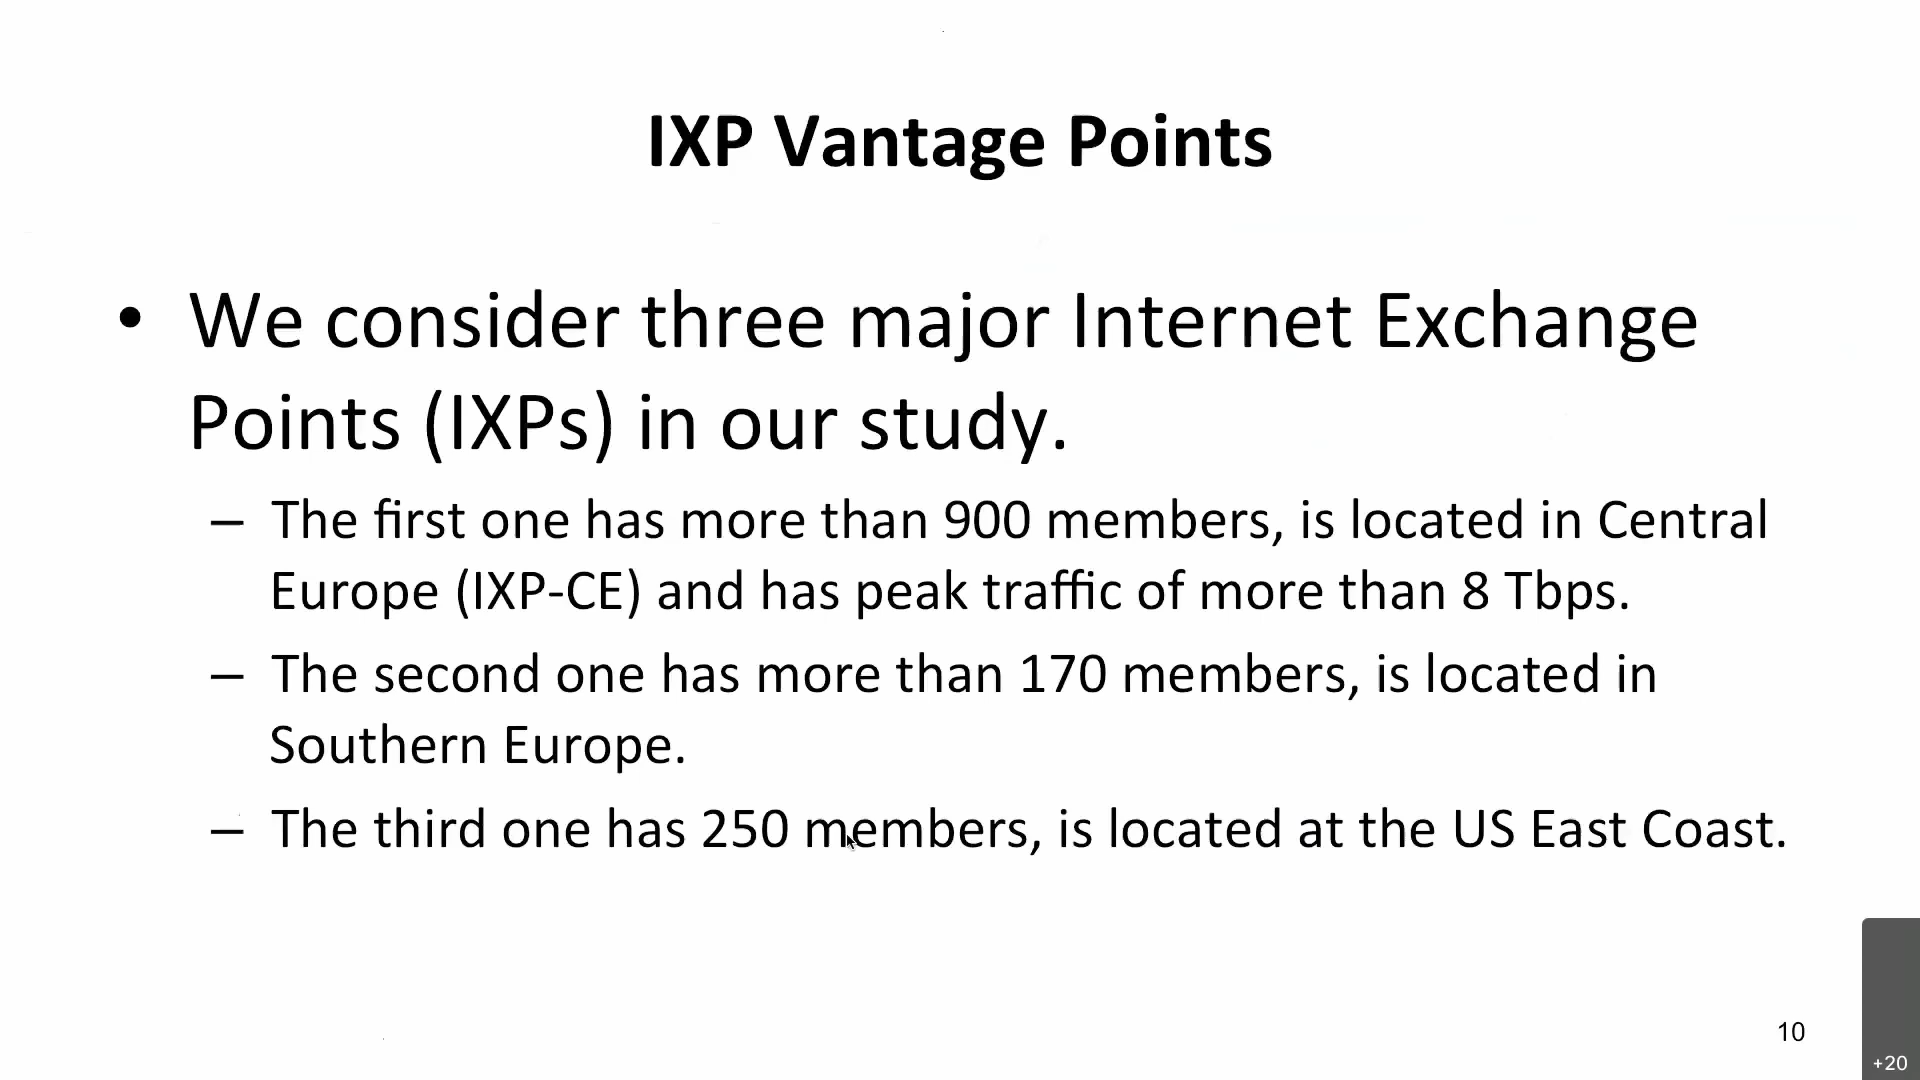 IXP Vantage Points
• We consider three major Internet Exchange
Points (IXPs) in our study.
– The first one has more than 900 members, is located in Central
Europe (IXP-CE) and has peak traffic of more than 8 Tbps.
– The second one has more than 170 members, is located in
Southern Europe.
– The third one has 250 members, is located at the US East Coast.
10
+20